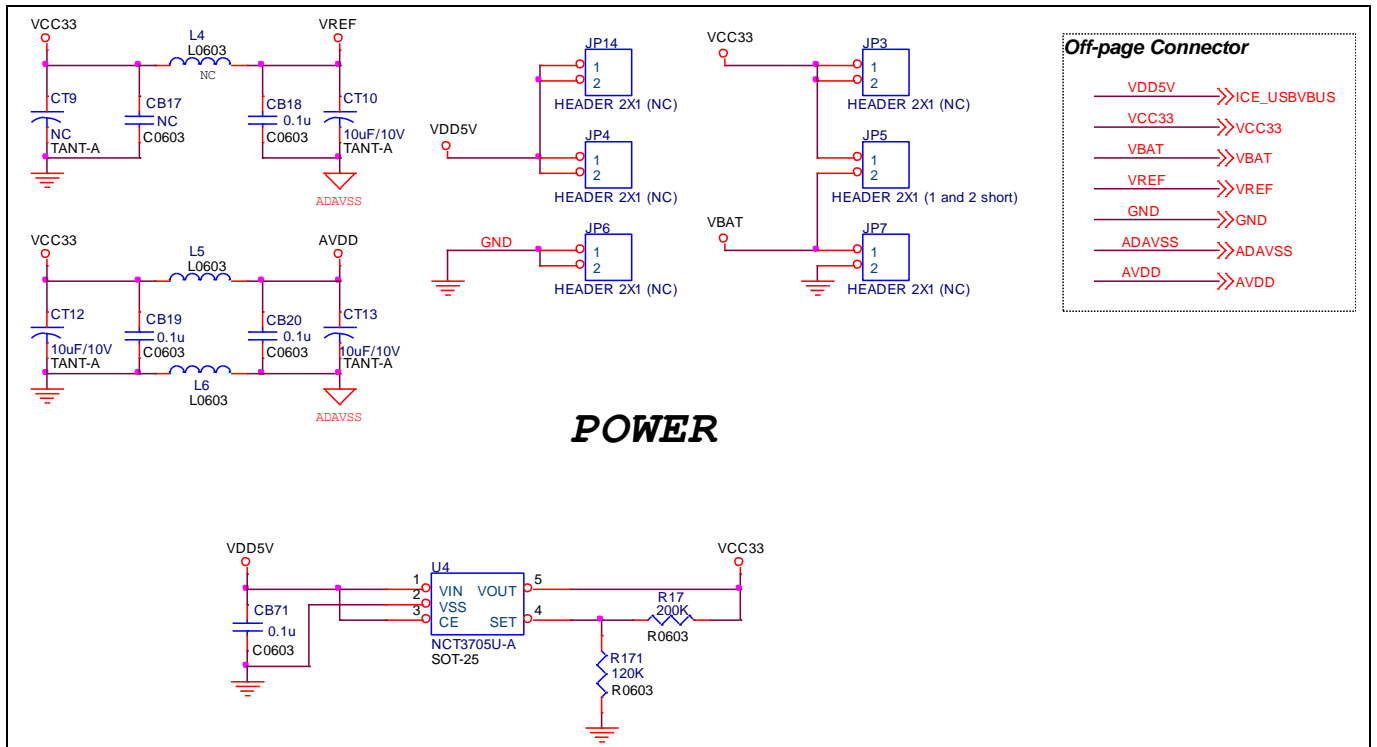 VCC33
L4
L0603
NC
VREF
CT9
NC
TANT-A
CB17
NC
C0603
CB18
0.1u
C0603
CT10
10uF/10V
TANT-A
ADAVSS
VCC33
L5
L0603
AVDD
CT12
10uF/10V
TANT-A
CB19
0.1u
C0603
CB20
0.1u
C0603
CT13
10uF/10V
TANT-A
L6
L0603
ADAVSS
VDD5V
JP14
1
2
HEADER 2X1 (NC)
JP4
1
2
HEADER 2X1 (NC)
GND
JP6
1
2
HEADER 2X1 (NC)
VCC33
JP3
1
2
HEADER 2X1 (NC)
JP5
1
2
HEADER 2X1 (1 and 2 short)
VBAT
JP7
1
2
HEADER 2X1 (NC)
Off-page Connector
VDD5V ICE_USBVBUS
VCC33 VCC33
VBAT VBAT
VREF VREF
GND GND
ADAVSS ADAVSS
AVDD AVDD
POWER
VDD5V
CB71
0.1u
C0603
U4
1 VIN VOUT 5
2 VSS
3 CE SET 4
NCT3705U-A
SOT-25
VCC33
R17
200K
R0603
R171
120K
R0603